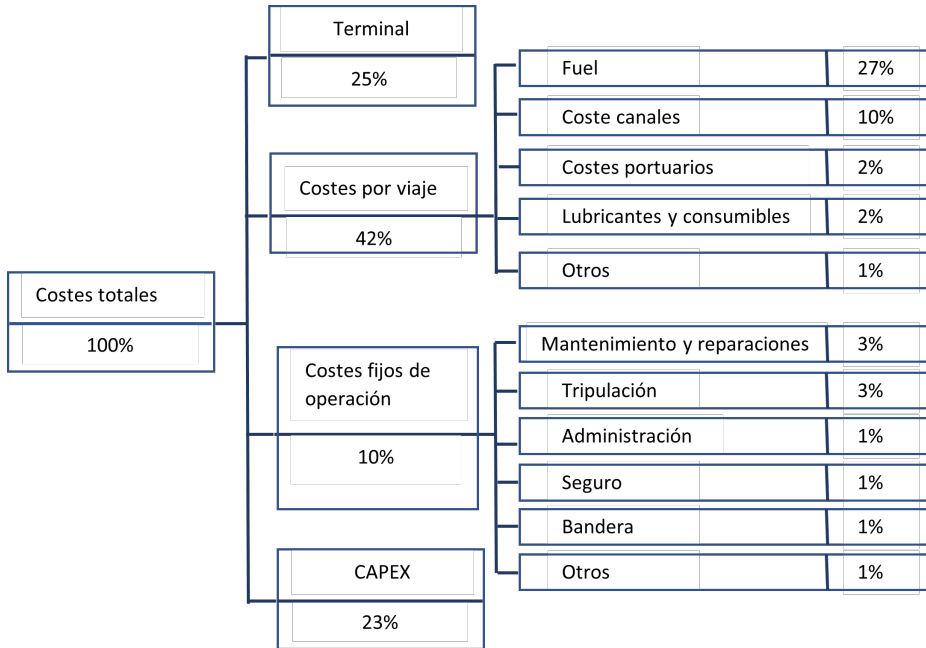 Costes totales
100%
Terminal
25%
Costes por viaje
42%
Fuel 27%
Coste canales 10%
Costes portuarios 2%
Lubricantes y consumibles 2%
Otros 1%
Costes fijos de
operación
10%
Mantenimiento y reparaciones 3%
Tripulación 3%
Administración 1%
Seguro 1%
Bandera 1%
Otros 1%
CAPEX
23%